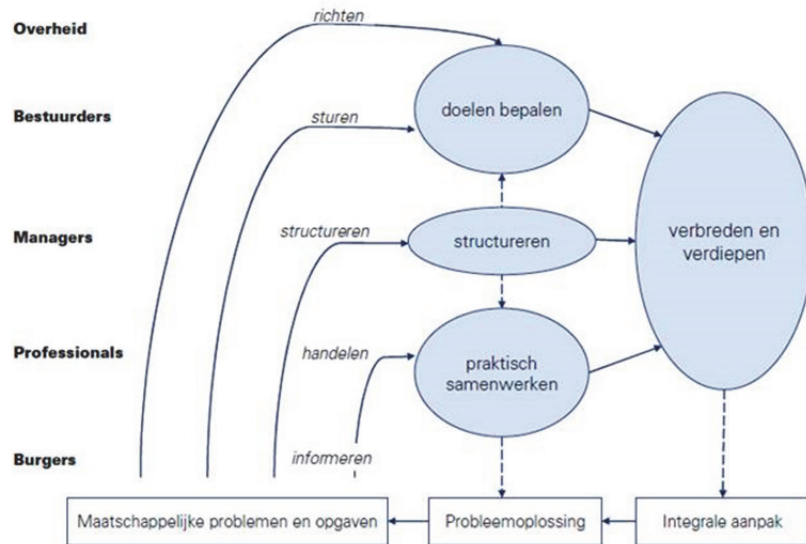 Overheid
richten
Bestuurders
sturen
doelen bepalen
Managers
structureren
structureren
verbreden en
verdiepen
Professionals
handelen
praktisch
samenwerken
Burgers
informeren
Maatschappelijke problemen en opgaven
Probleemoplossing
Integrale aanpak